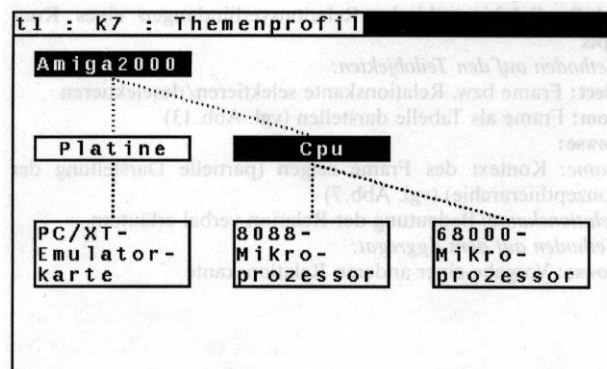 t1 : K7 : Themenprofil
Amiga2000
Platine
Cpu
PC/XT-
Emulator-
karte
8088-
Mikro-
prozessor
68000-
Mikro-
prozessor